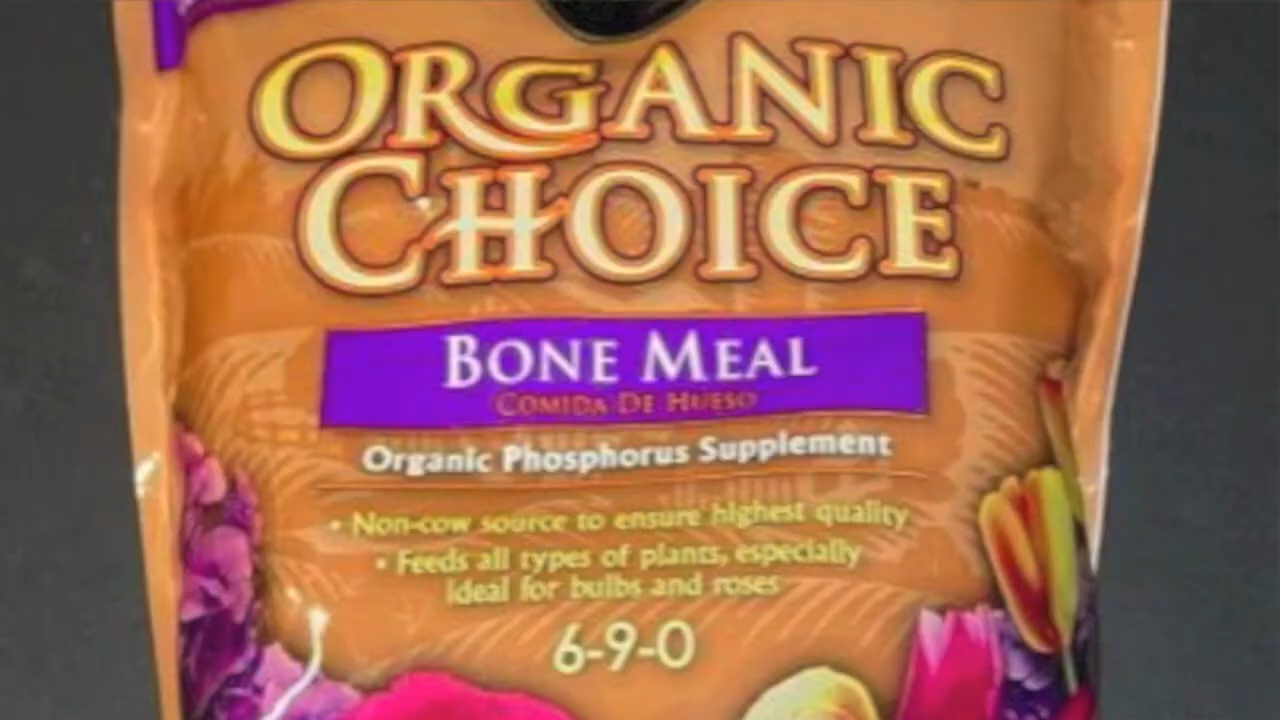 ORGANIC
CHOICE
BONE MEAL
COMIDA DE HUESO
Organic Phosphorus Supplement
• Non-cow source to ensure highest quality
• Feeds all types of plants, especially
ideal for bulbs and roses
6-9-0